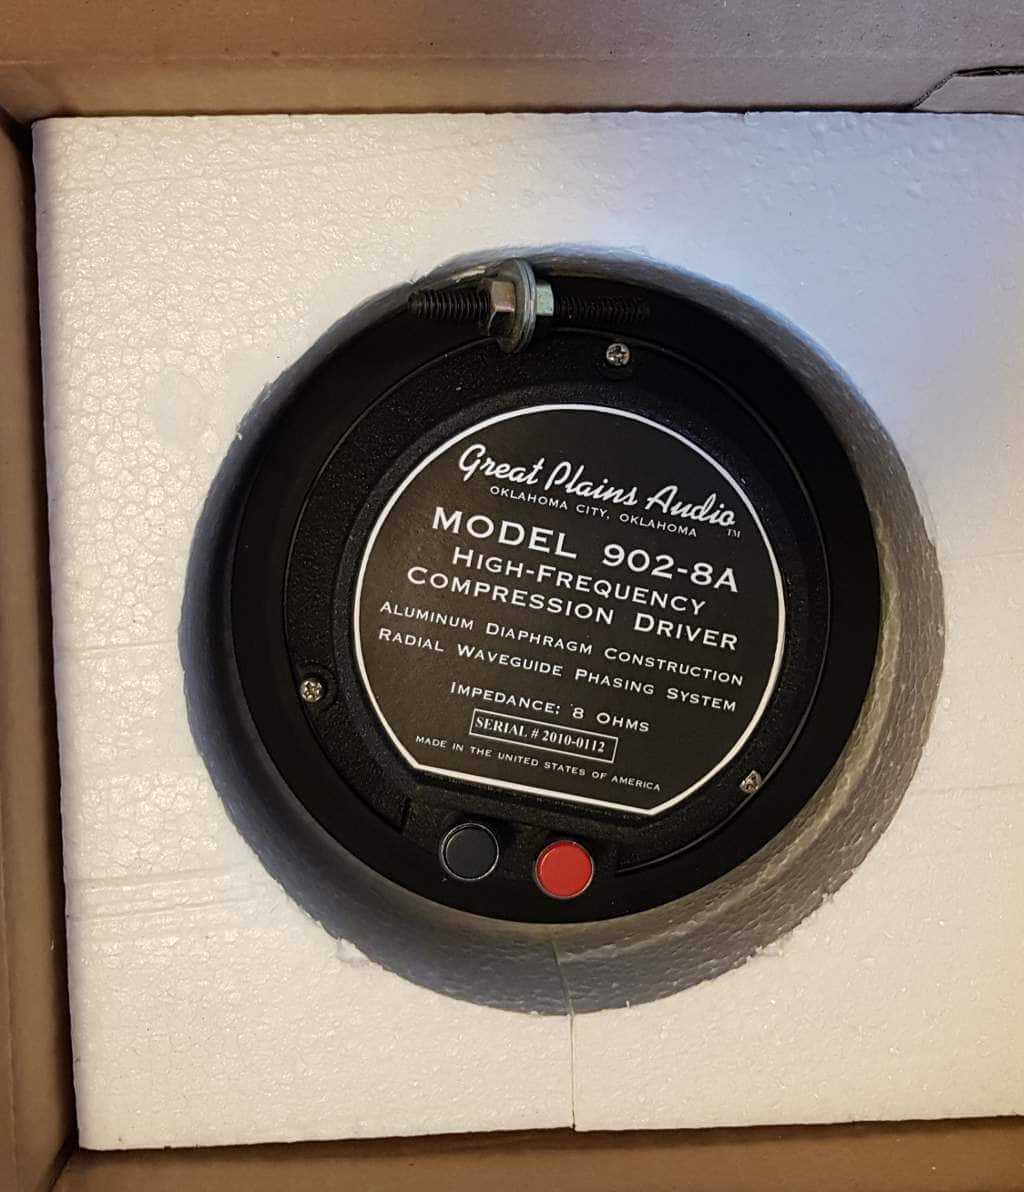 Great Plains Audio
OKLAHOMA CITY, OKLAHOMA TM
MODEL 902-8A
HIGH-FREQUENCY
COMPRESSION DRIVER
ALUMINUM DIAPHRAGM CONSTRUCTION
RADIAL WAVEGUIDE PHASING SYSTEM
IMPEDANCE: 8 OHMS
SERIAL # 2010-0112
MADE IN THE UNITED STATES OF AMERICA